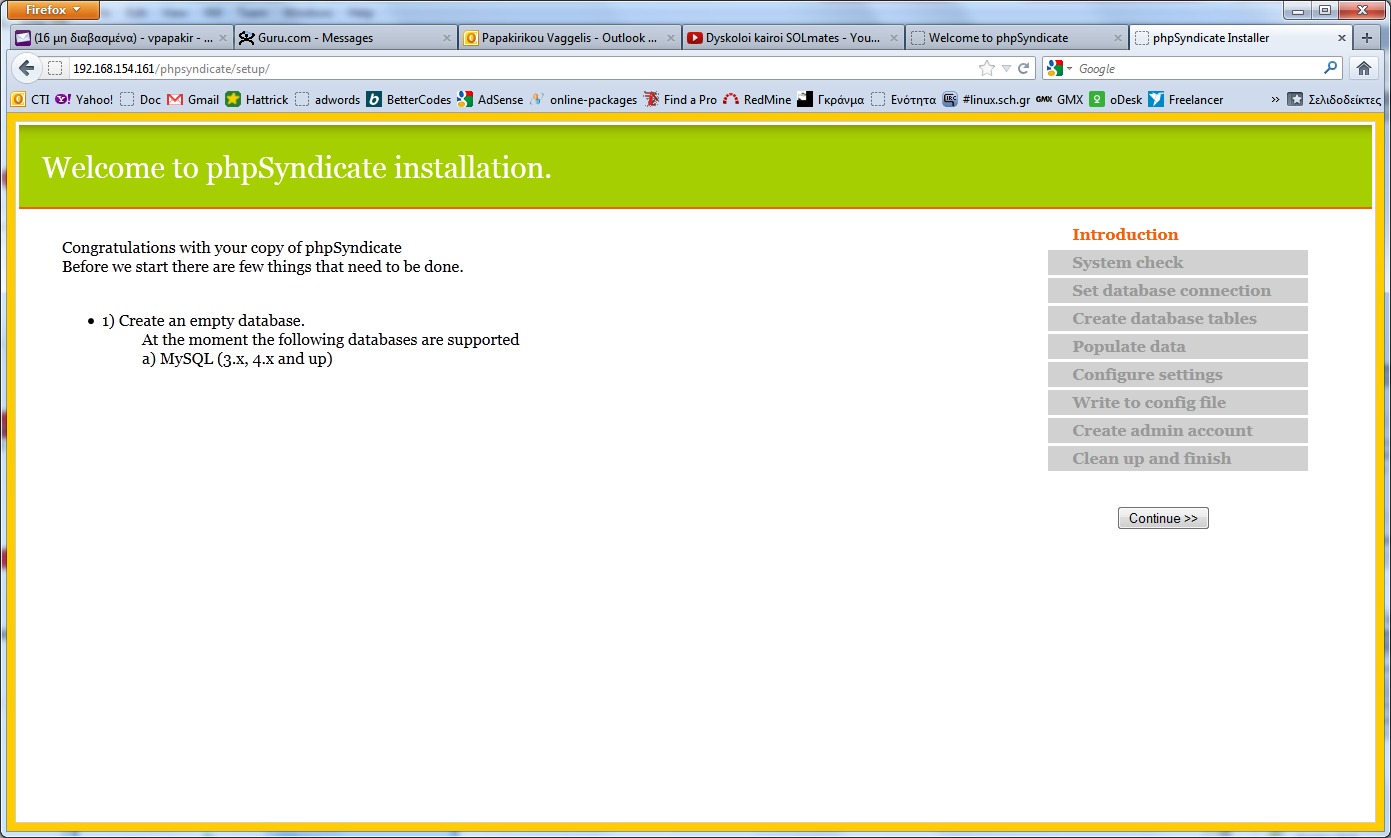 Firefox
(16 μη διαβασμένα) - vpapakir - ...
Guru.com - Messages
Papakirikou Vaggelis - Outlook ...
Dyskoloi kairoi SOLmates - You...
Welcome to phpSyndicate
phpSyndicate Installer
192.168.154.161/phpsyndicate/setup/
Google
CTI Yahoo! Doc Gmail Hattrick adwords BetterCodes AdSense online-packages Find a Pro RedMine Γκράνμα Ενότητα #linux.sch.gr GMX GMX oDesk Freelancer » Σελιδοδείκτες
Welcome to phpSyndicate installation.
Congratulations with your copy of phpSyndicate
Before we start there are few things that need to be done.
• 1) Create an empty database.
At the moment the following databases are supported
a) MySQL (3.x, 4.x and up)
Introduction
System check
Set database connection
Create database tables
Populate data
Configure settings
Write to config file
Create admin account
Clean up and finish
Continue >>